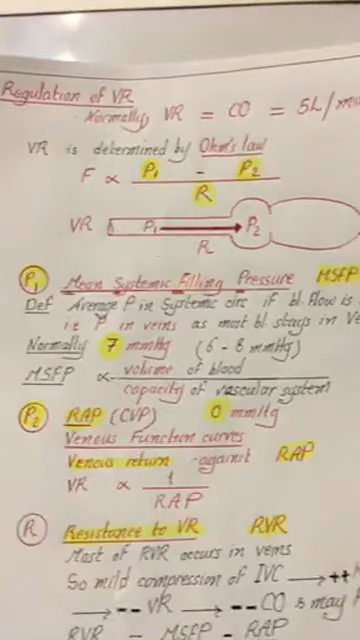 Regulation of VR
Normally, VR = CO = 5L/mi
VR is determined by Ohm's law
F ∝ P1 - P2
R
VR P1 P2
R
P1 Mean Systemic Filling Pressure MSFP
Def Average P in Systemic circ if bl. flow is
i.e P in veins as most bl. stays in Ve
Normally 7 mmHg (6 - 8 mmHg)
MSFP ∝ volume of blood
capacity of vascular system
P2 RAP (CVP) 0 mmHg
Venous Function curves
Venous return against RAP
VR ∝ 1
RAP
R Resistance to VR RVR
Most of RVR occurs in veins
So mild compression of IVC → ++
→ -- VR → -- CO & may
RVR = MSFP - RAP